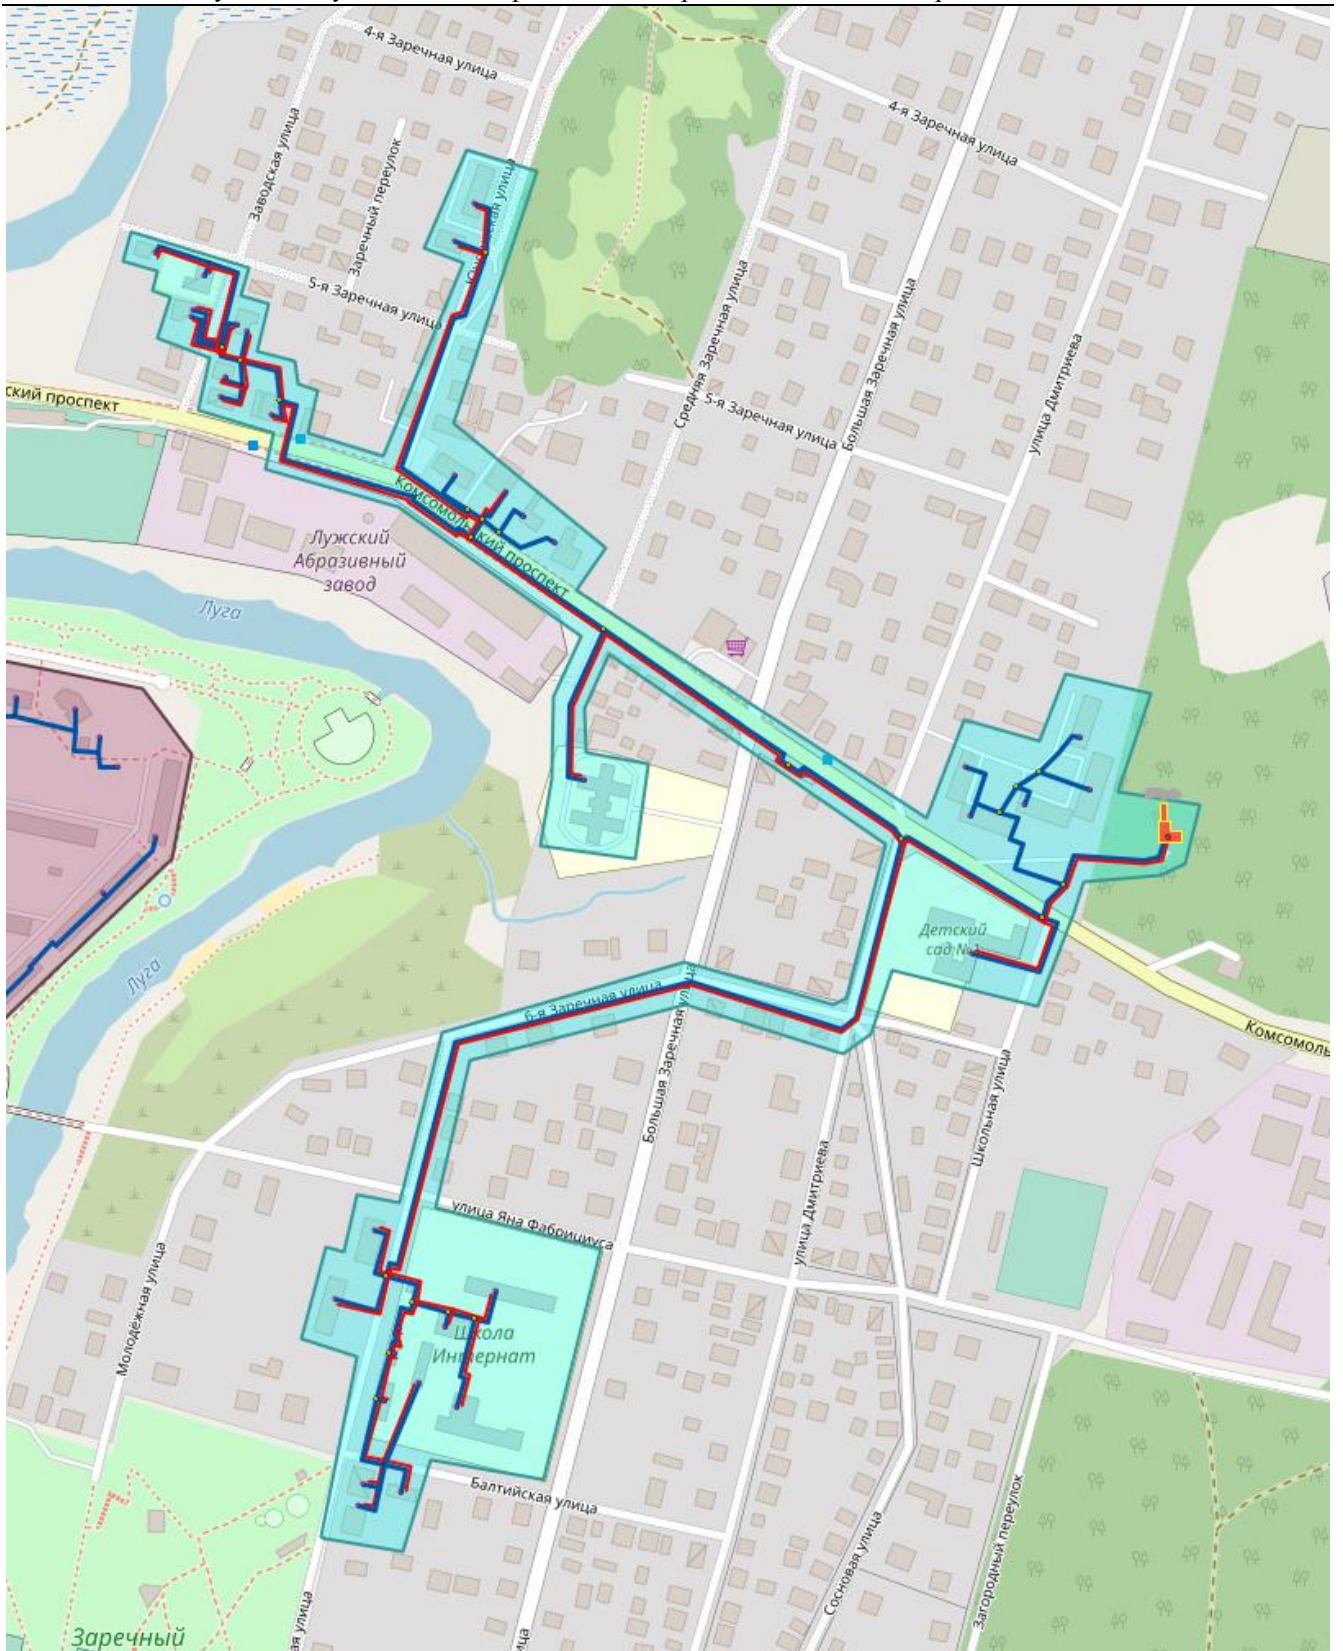 4-я Заречная улица
4-я Заречная улица
Заводская улица
Заречный переулок
5-я Заречная улица
Средняя Заречная улица
Большая Заречная улица
улица Дмитриева
5-я Заречная улица
ский проспект
Комсомольский проспект
Лужский
Абразивный
завод
Луга
Детский
сад №1
Луга
6-я Заречная улица
Большая Заречная улица
Комсомоль
Школьная улица
улица Дмитриева
улица Яна Фабрициуса
Молодёжная улица
Школа
Интернат
Балтийская улица
Сосновая улица
Загородный переулок
Заречный
ая улица
ица